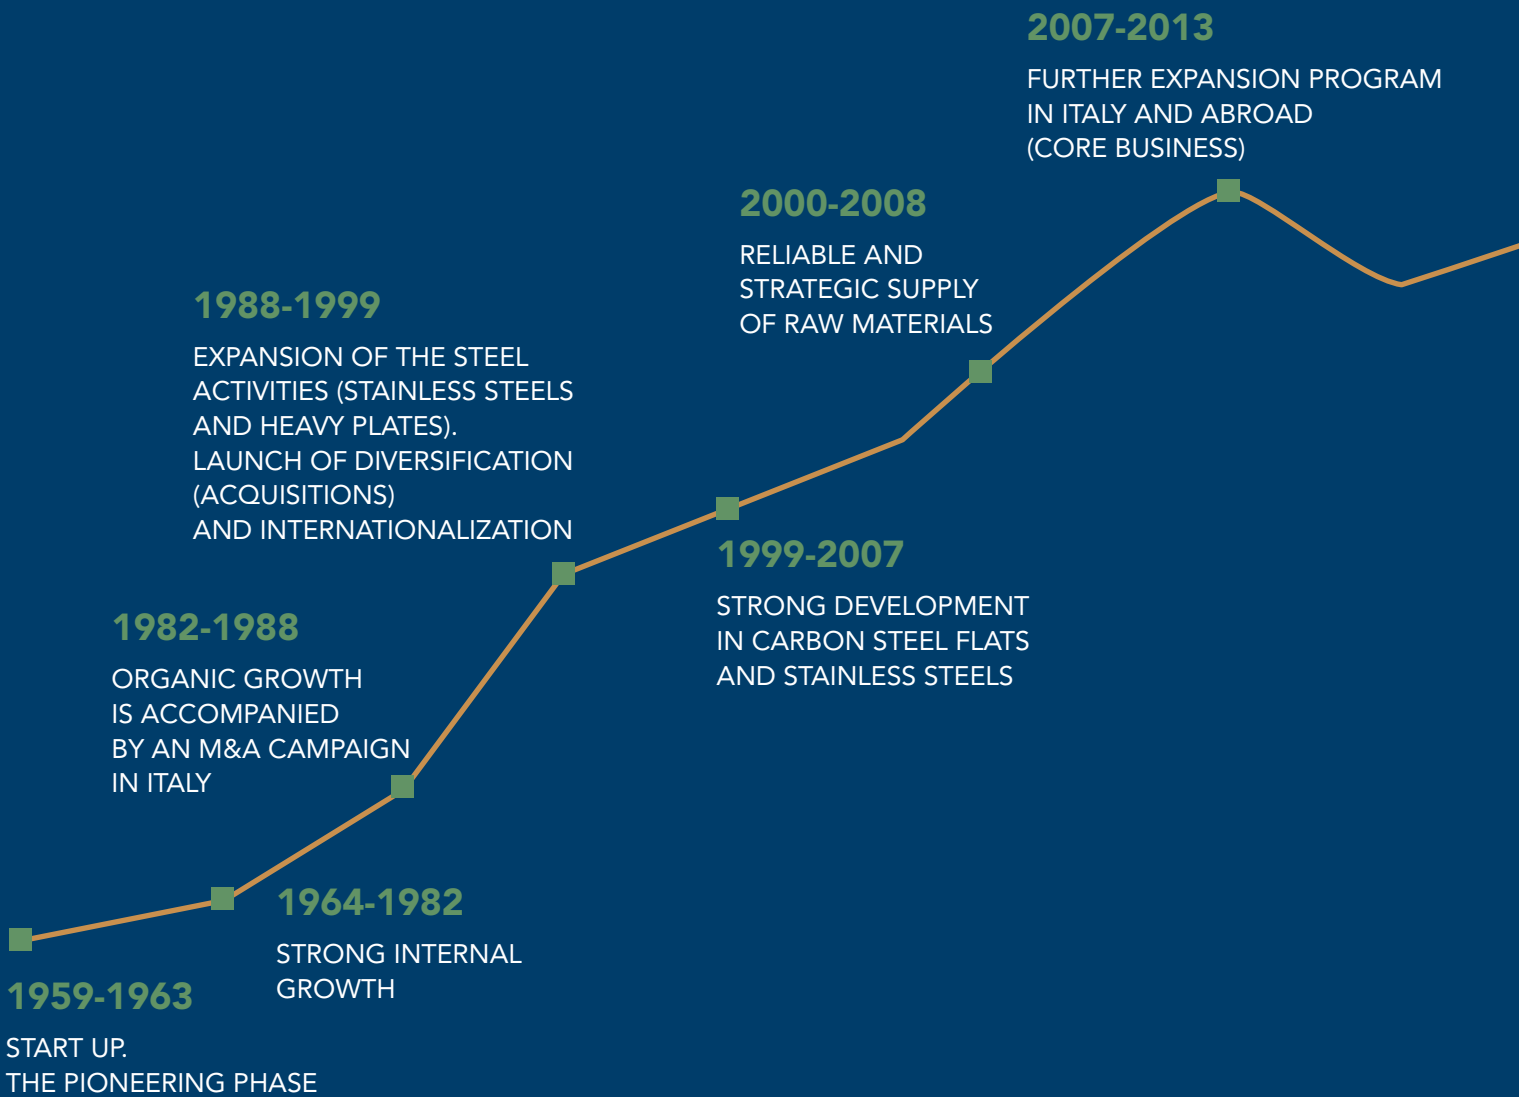 2007-2013
FURTHER EXPANSION PROGRAM
IN ITALY AND ABROAD
(CORE BUSINESS)
2000-2008
RELIABLE AND
STRATEGIC SUPPLY
OF RAW MATERIALS
1988-1999
EXPANSION OF THE STEEL
ACTIVITIES (STAINLESS STEELS
AND HEAVY PLATES).
LAUNCH OF DIVERSIFICATION
(ACQUISITIONS)
AND INTERNATIONALIZATION
1999-2007
STRONG DEVELOPMENT
IN CARBON STEEL FLATS
AND STAINLESS STEELS
1982-1988
ORGANIC GROWTH
IS ACCOMPANIED
BY AN M&A CAMPAIGN
IN ITALY
1964-1982
STRONG INTERNAL
GROWTH
1959-1963
START UP.
THE PIONEERING PHASE